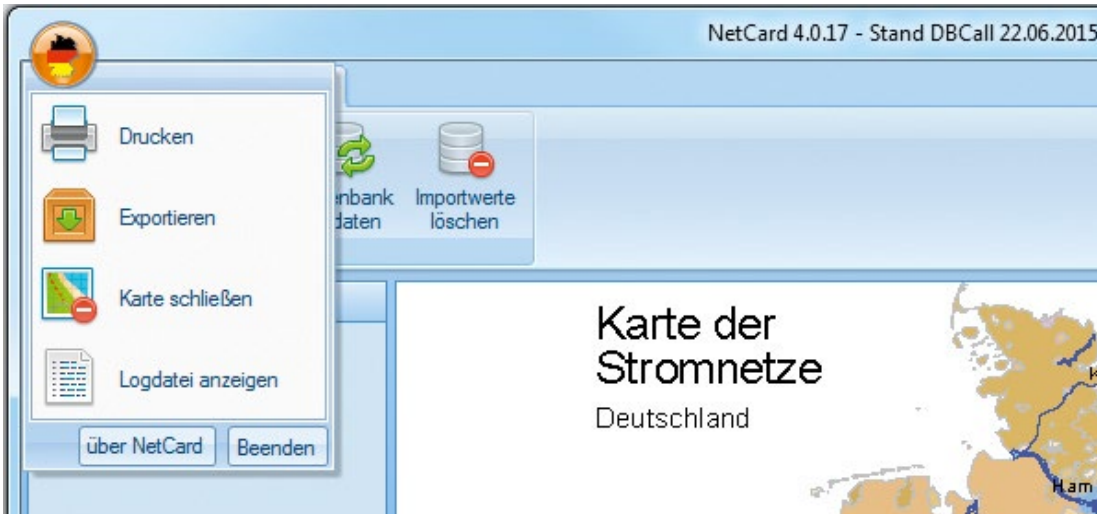 NetCard 4.0.17 - Stand DBCall 22.06.2015
Drucken
Exportieren
Karte schließen
Logdatei anzeigen
über NetCard
Beenden
Importwerte
löschen
Karte der
Stromnetze
Deutschland